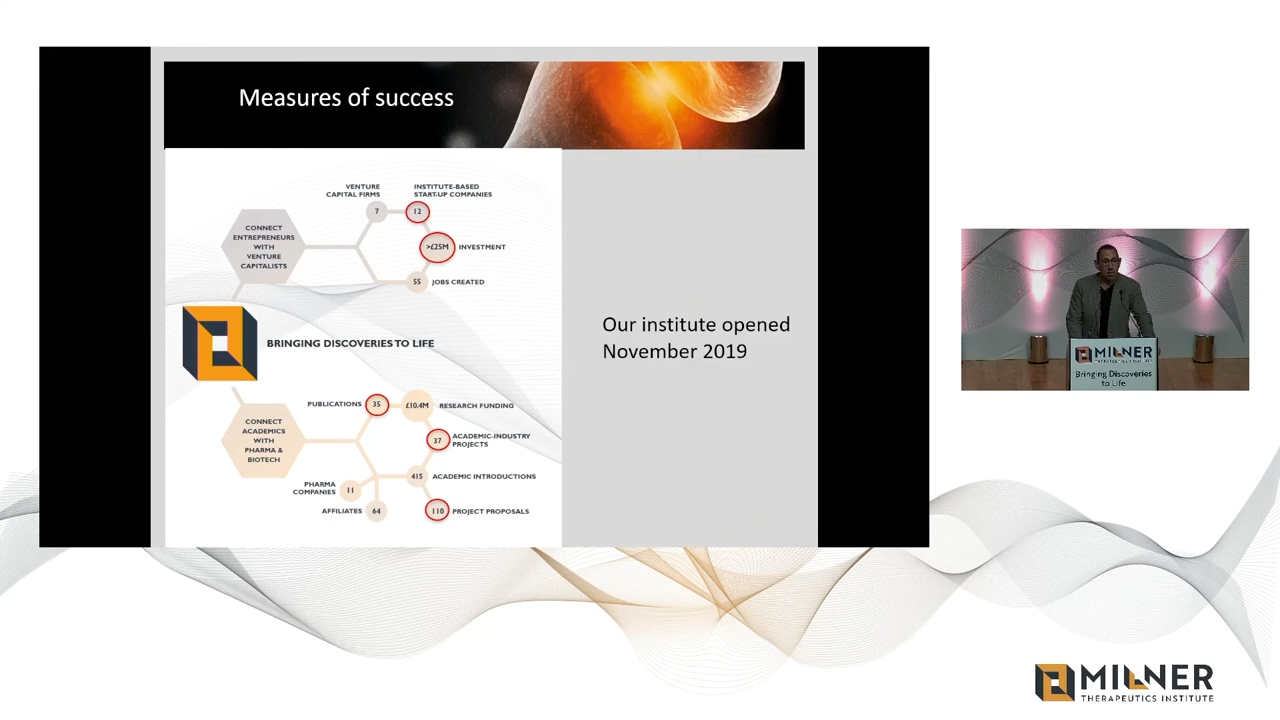 Measures of success
VENTURE
CAPITAL FIRMS
INSTITUTE-BASED
START-UP COMPANIES
7
12
CONNECT
ENTREPRENEURS
WITH
VENTURE
CAPITALISTS
>£25M
INVESTMENT
55
JOBS CREATED
BRINGING DISCOVERIES TO LIFE
Our institute opened
November 2019
PUBLICATIONS
35
£10.4M
RESEARCH FUNDING
CONNECT
ACADEMICS
WITH
PHARMA &
BIOTECH
37
ACADEMIC-INDUSTRY
PROJECTS
415
ACADEMIC INTRODUCTIONS
PHARMA
COMPANIES
11
AFFILIATES
64
110
PROJECT PROPOSALS
MILNER
Bringing Discoveries
to Life
MILNER
THERAPEUTICS INSTITUTE